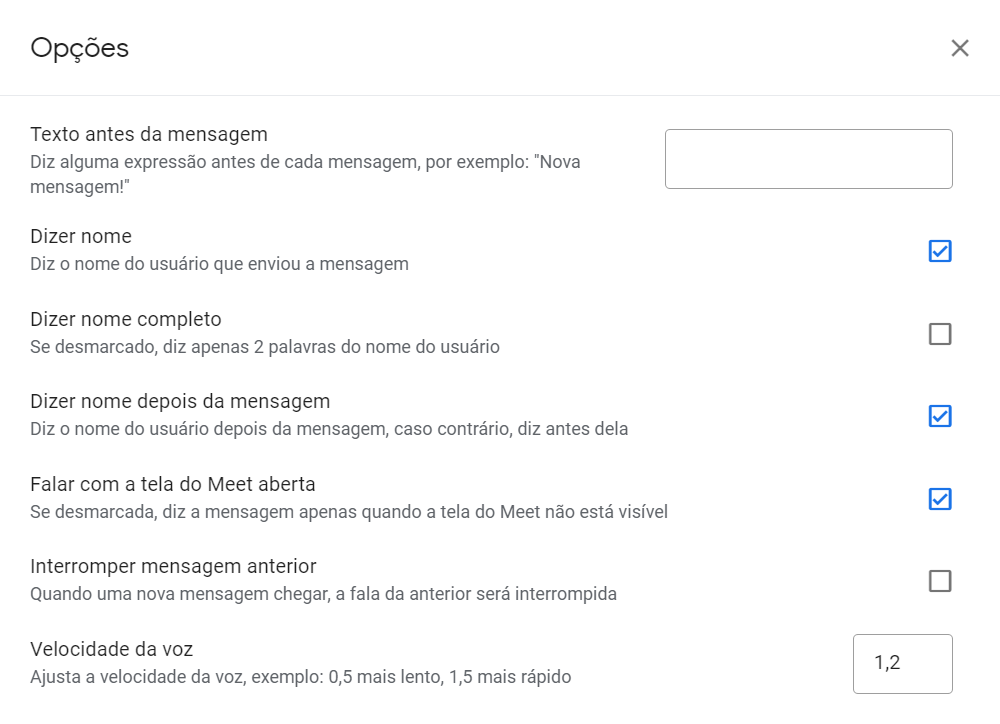 Opções
Texto antes da mensagem
Diz alguma expressão antes de cada mensagem, por exemplo: "Nova
mensagem!"
Dizer nome
Diz o nome do usuário que enviou a mensagem
Dizer nome completo
Se desmarcado, diz apenas 2 palavras do nome do usuário
Dizer nome depois da mensagem
Diz o nome do usuário depois da mensagem, caso contrário, diz antes dela
Falar com a tela do Meet aberta
Se desmarcada, diz a mensagem apenas quando a tela do Meet não está visível
Interromper mensagem anterior
Quando uma nova mensagem chegar, a fala da anterior será interrompida
Velocidade da voz
Ajusta a velocidade da voz, exemplo: 0,5 mais lento, 1,5 mais rápido
1,2